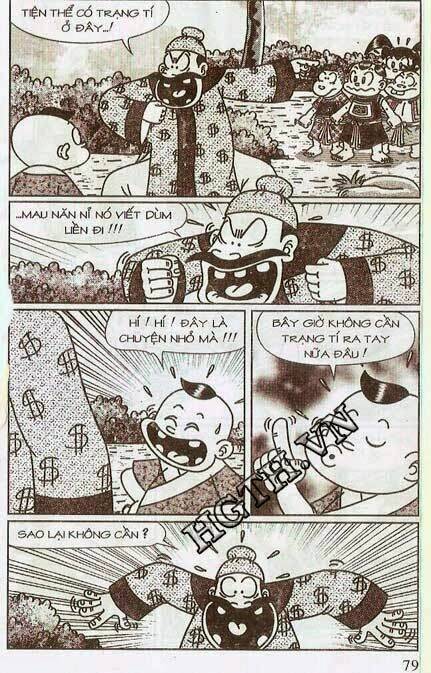 TIỆN THỂ CÓ TRẠNG TÍ
Ở ĐÂY...!
...MAU NĂN NỈ NÓ VIẾT DÙM
LIỀN ĐI !!!
HÍ ! HÍ ! ĐÂY LÀ
CHUYỆN NHỎ MÀ !!!
BÂY GIỜ KHÔNG CẦN
TRẠNG TÍ RA TAY
NỮA ĐÂU !
HGTH.VN
SAO LẠI KHÔNG CẦN ?
79